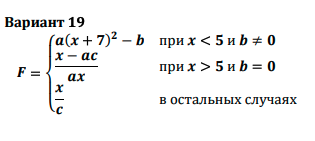 Вариант 19
F = { a(x + 7)² − b при x < 5 и b ≠ 0
(x − ac)/(ax) при x > 5 и b = 0
x/c в остальных случаях